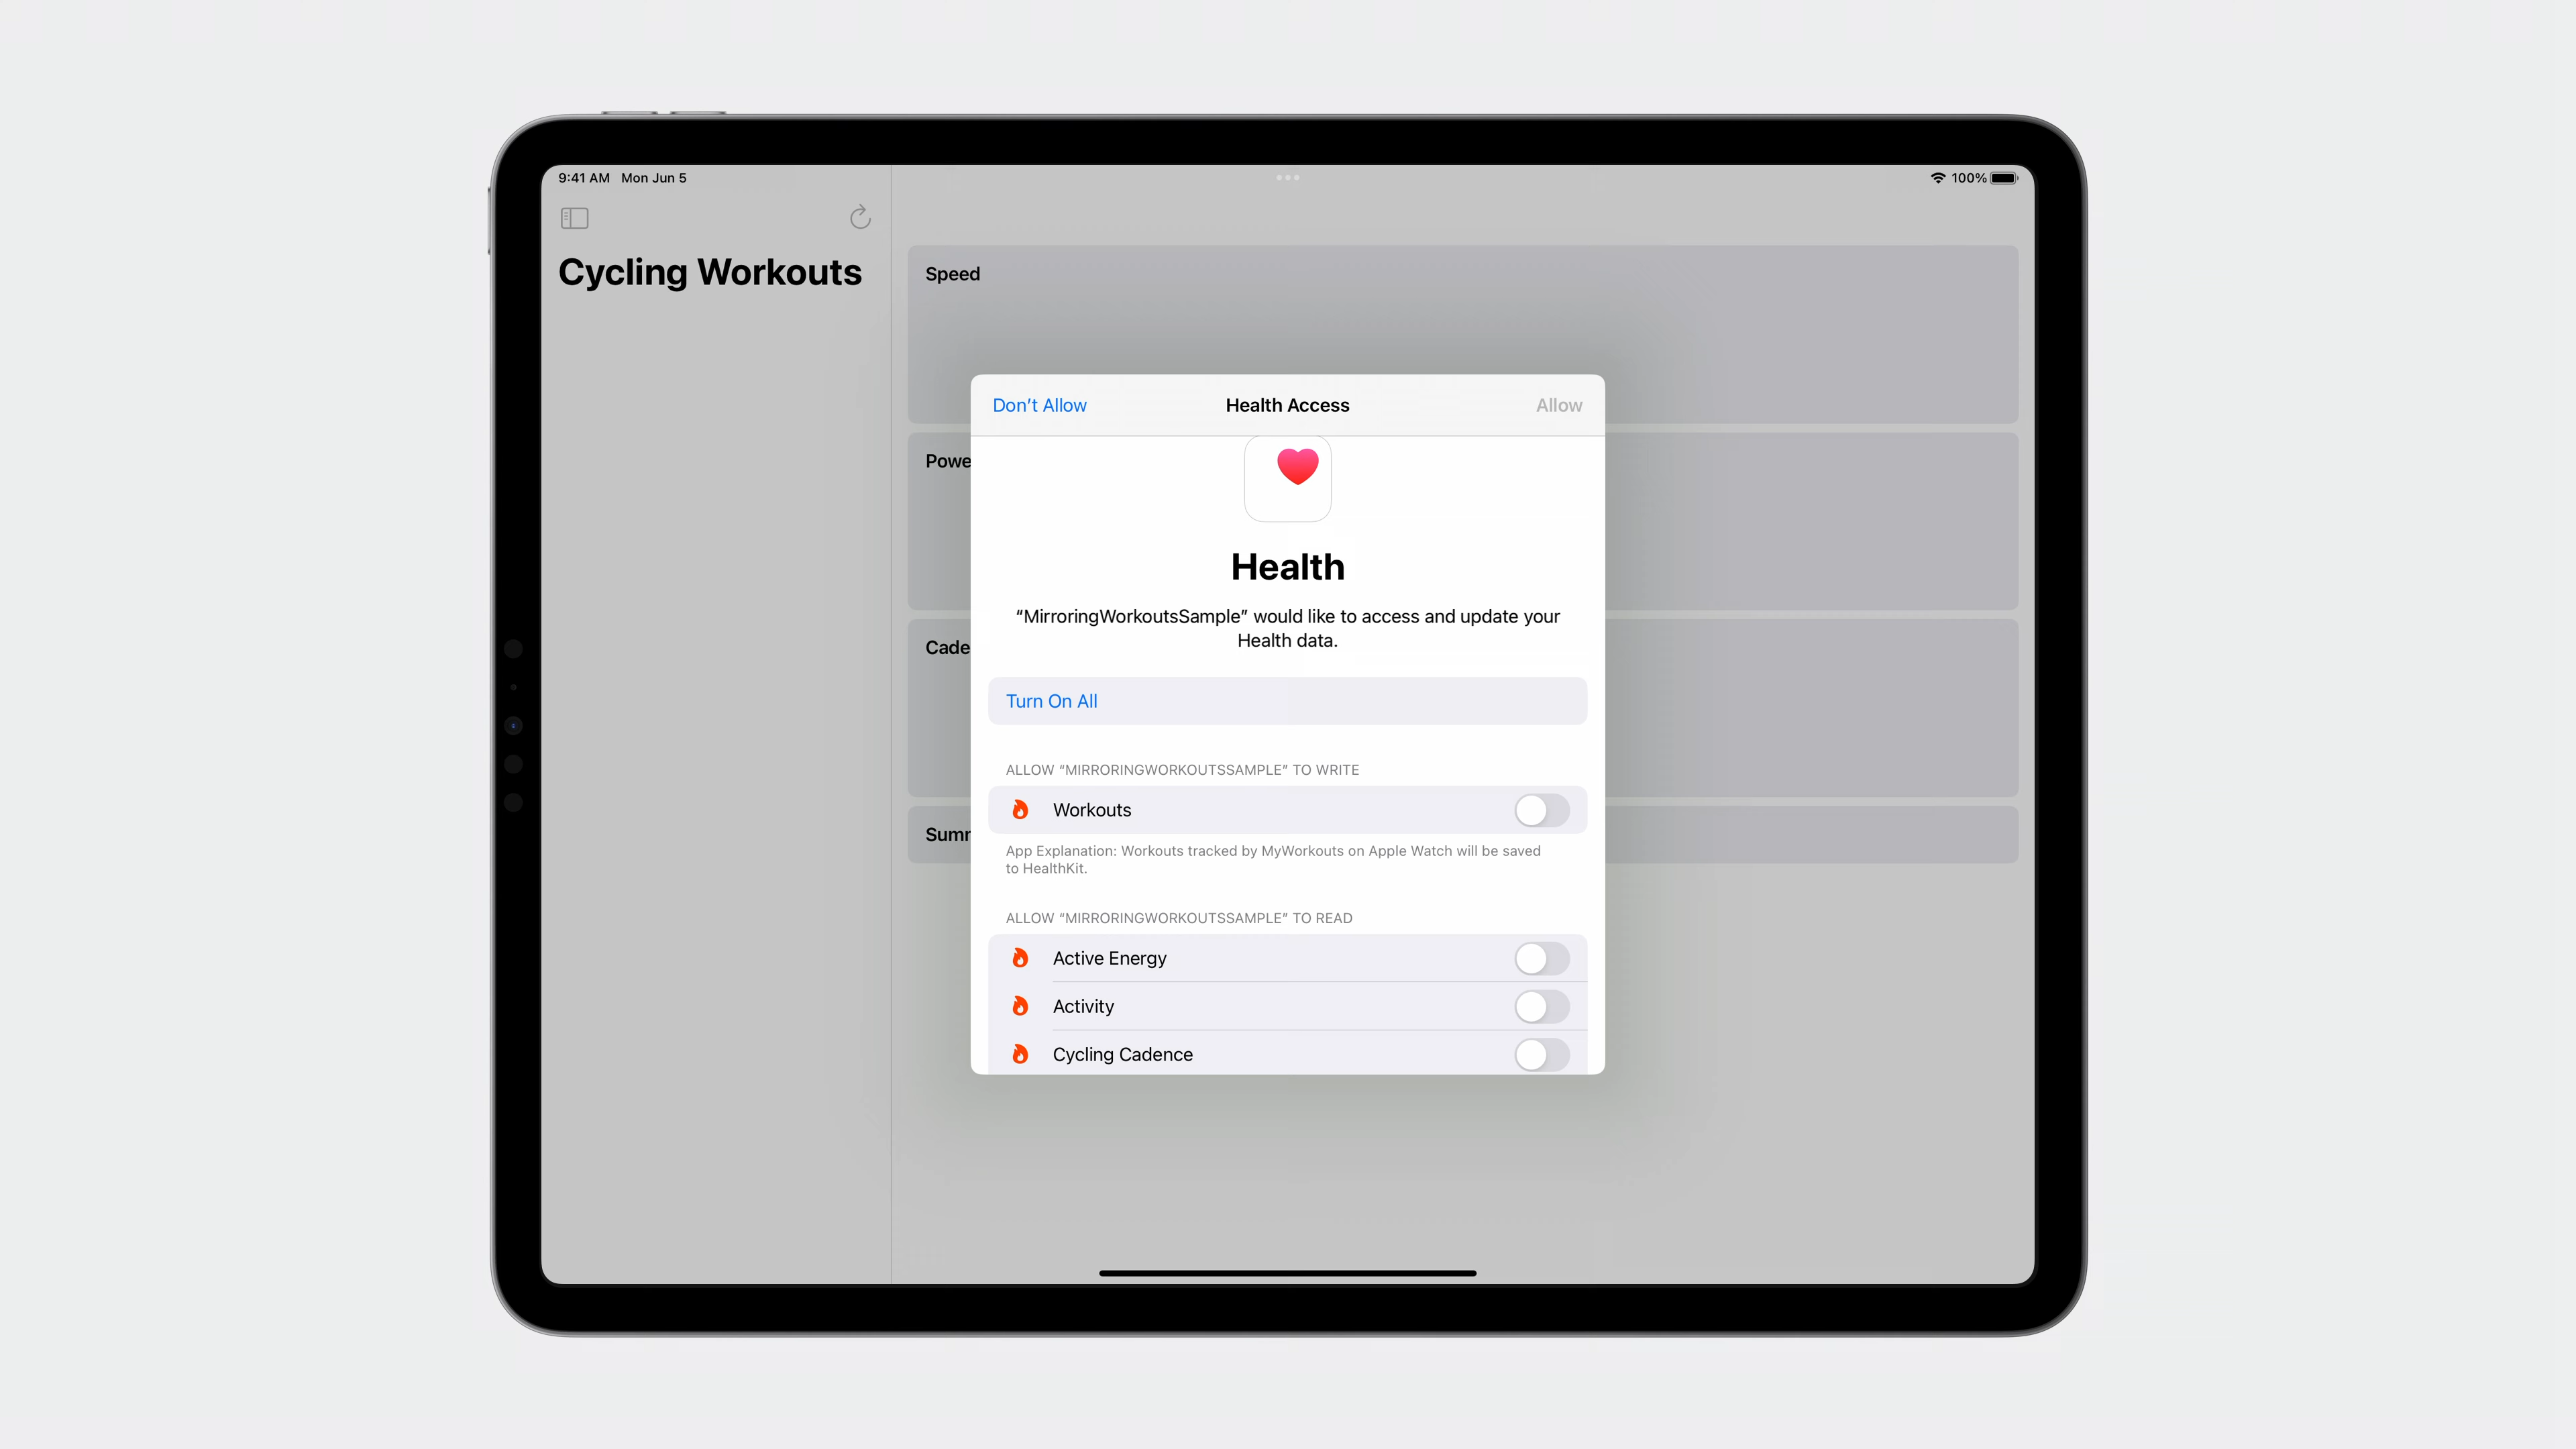 9:41 AM Mon Jun 5
100%
Cycling Workouts
Speed
Powe
Cade
Summ
Don’t Allow
Health Access
Allow
Health
“MirroringWorkoutsSample” would like to access and update your
Health data.
Turn On All
ALLOW “MIRRORINGWORKOUTSSAMPLE” TO WRITE
Workouts
App Explanation: Workouts tracked by MyWorkouts on Apple Watch will be saved
to HealthKit.
ALLOW “MIRRORINGWORKOUTSSAMPLE” TO READ
Active Energy
Activity
Cycling Cadence